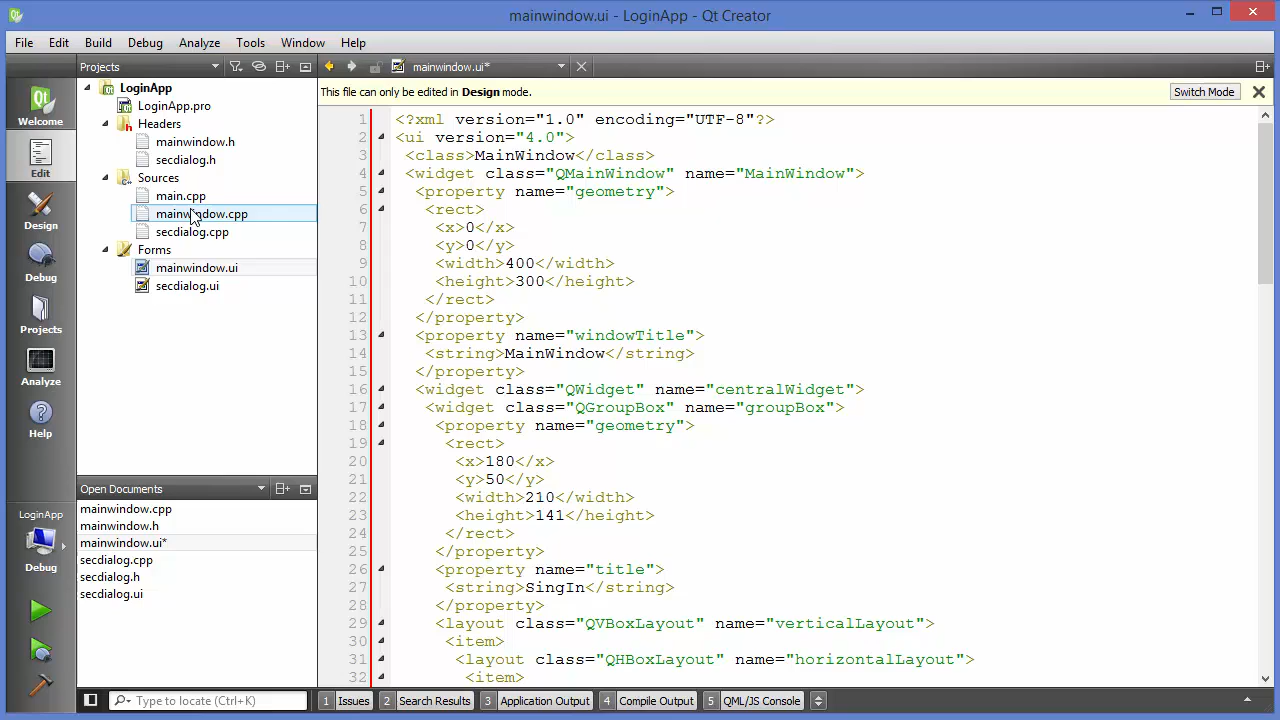 mainwindow.ui - LoginApp - Qt Creator
File Edit Build Debug Analyze Tools Window Help
Projects
mainwindow.ui*
This file can only be edited in Design mode.
Switch Mode
Qt
Welcome
Edit
Design
Debug
Projects
Analyze
Help
LoginApp
Debug
LoginApp
LoginApp.pro
Headers
mainwindow.h
secdialog.h
Sources
main.cpp
mainwindow.cpp
secdialog.cpp
Forms
mainwindow.ui
secdialog.ui
Open Documents
mainwindow.cpp
mainwindow.h
mainwindow.ui*
secdialog.cpp
secdialog.h
secdialog.ui
1 <?xml version="1.0" encoding="UTF-8"?>
2 <ui version="4.0">
3 <class>MainWindow</class>
4 <widget class="QMainWindow" name="MainWindow">
5 <property name="geometry">
6 <rect>
7 <x>0</x>
8 <y>0</y>
9 <width>400</width>
10 <height>300</height>
11 </rect>
12 </property>
13 <property name="windowTitle">
14 <string>MainWindow</string>
15 </property>
16 <widget class="QWidget" name="centralWidget">
17 <widget class="QGroupBox" name="groupBox">
18 <property name="geometry">
19 <rect>
20 <x>180</x>
21 <y>50</y>
22 <width>210</width>
23 <height>141</height>
24 </rect>
25 </property>
26 <property name="title">
27 <string>SingIn</string>
28 </property>
29 <layout class="QVBoxLayout" name="verticalLayout">
30 <item>
31 <layout class="QHBoxLayout" name="horizontalLayout">
32 <item>
Type to locate (Ctrl+K)
1 Issues 2 Search Results 3 Application Output 4 Compile Output 5 QML/JS Console